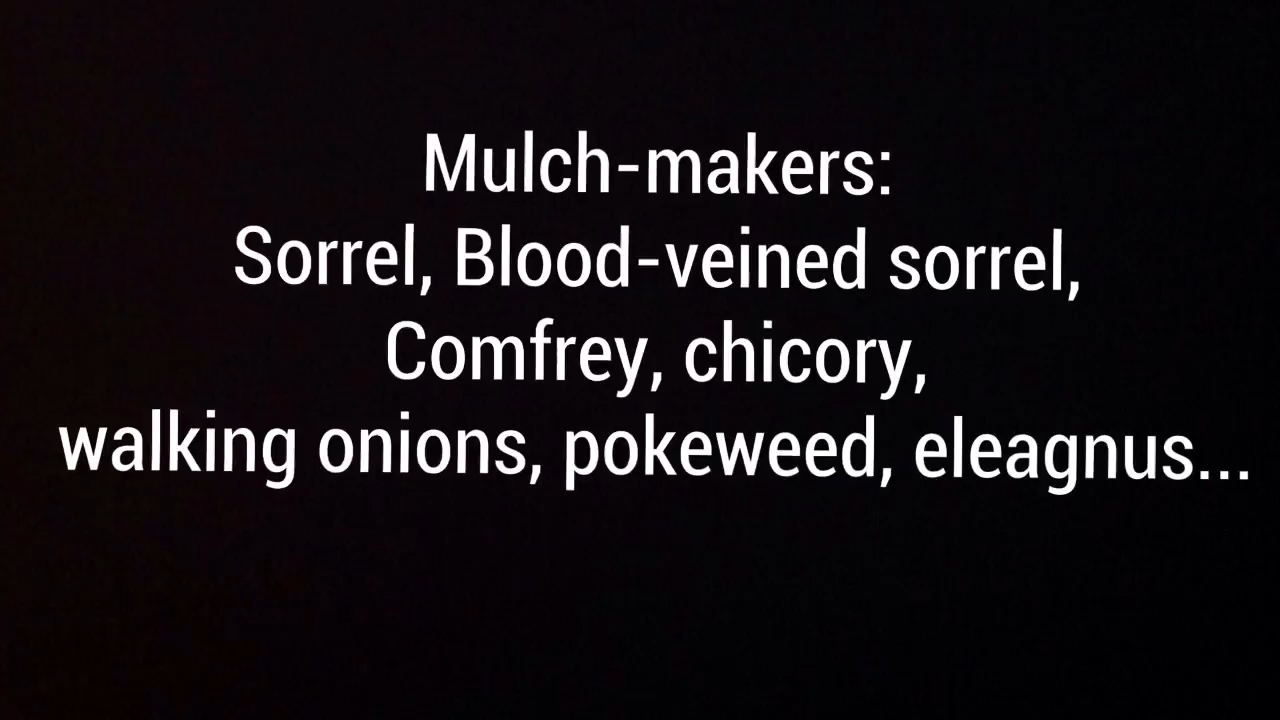 Mulch-makers:
Sorrel, Blood-veined sorrel,
Comfrey, chicory,
walking onions, pokeweed, eleagnus...